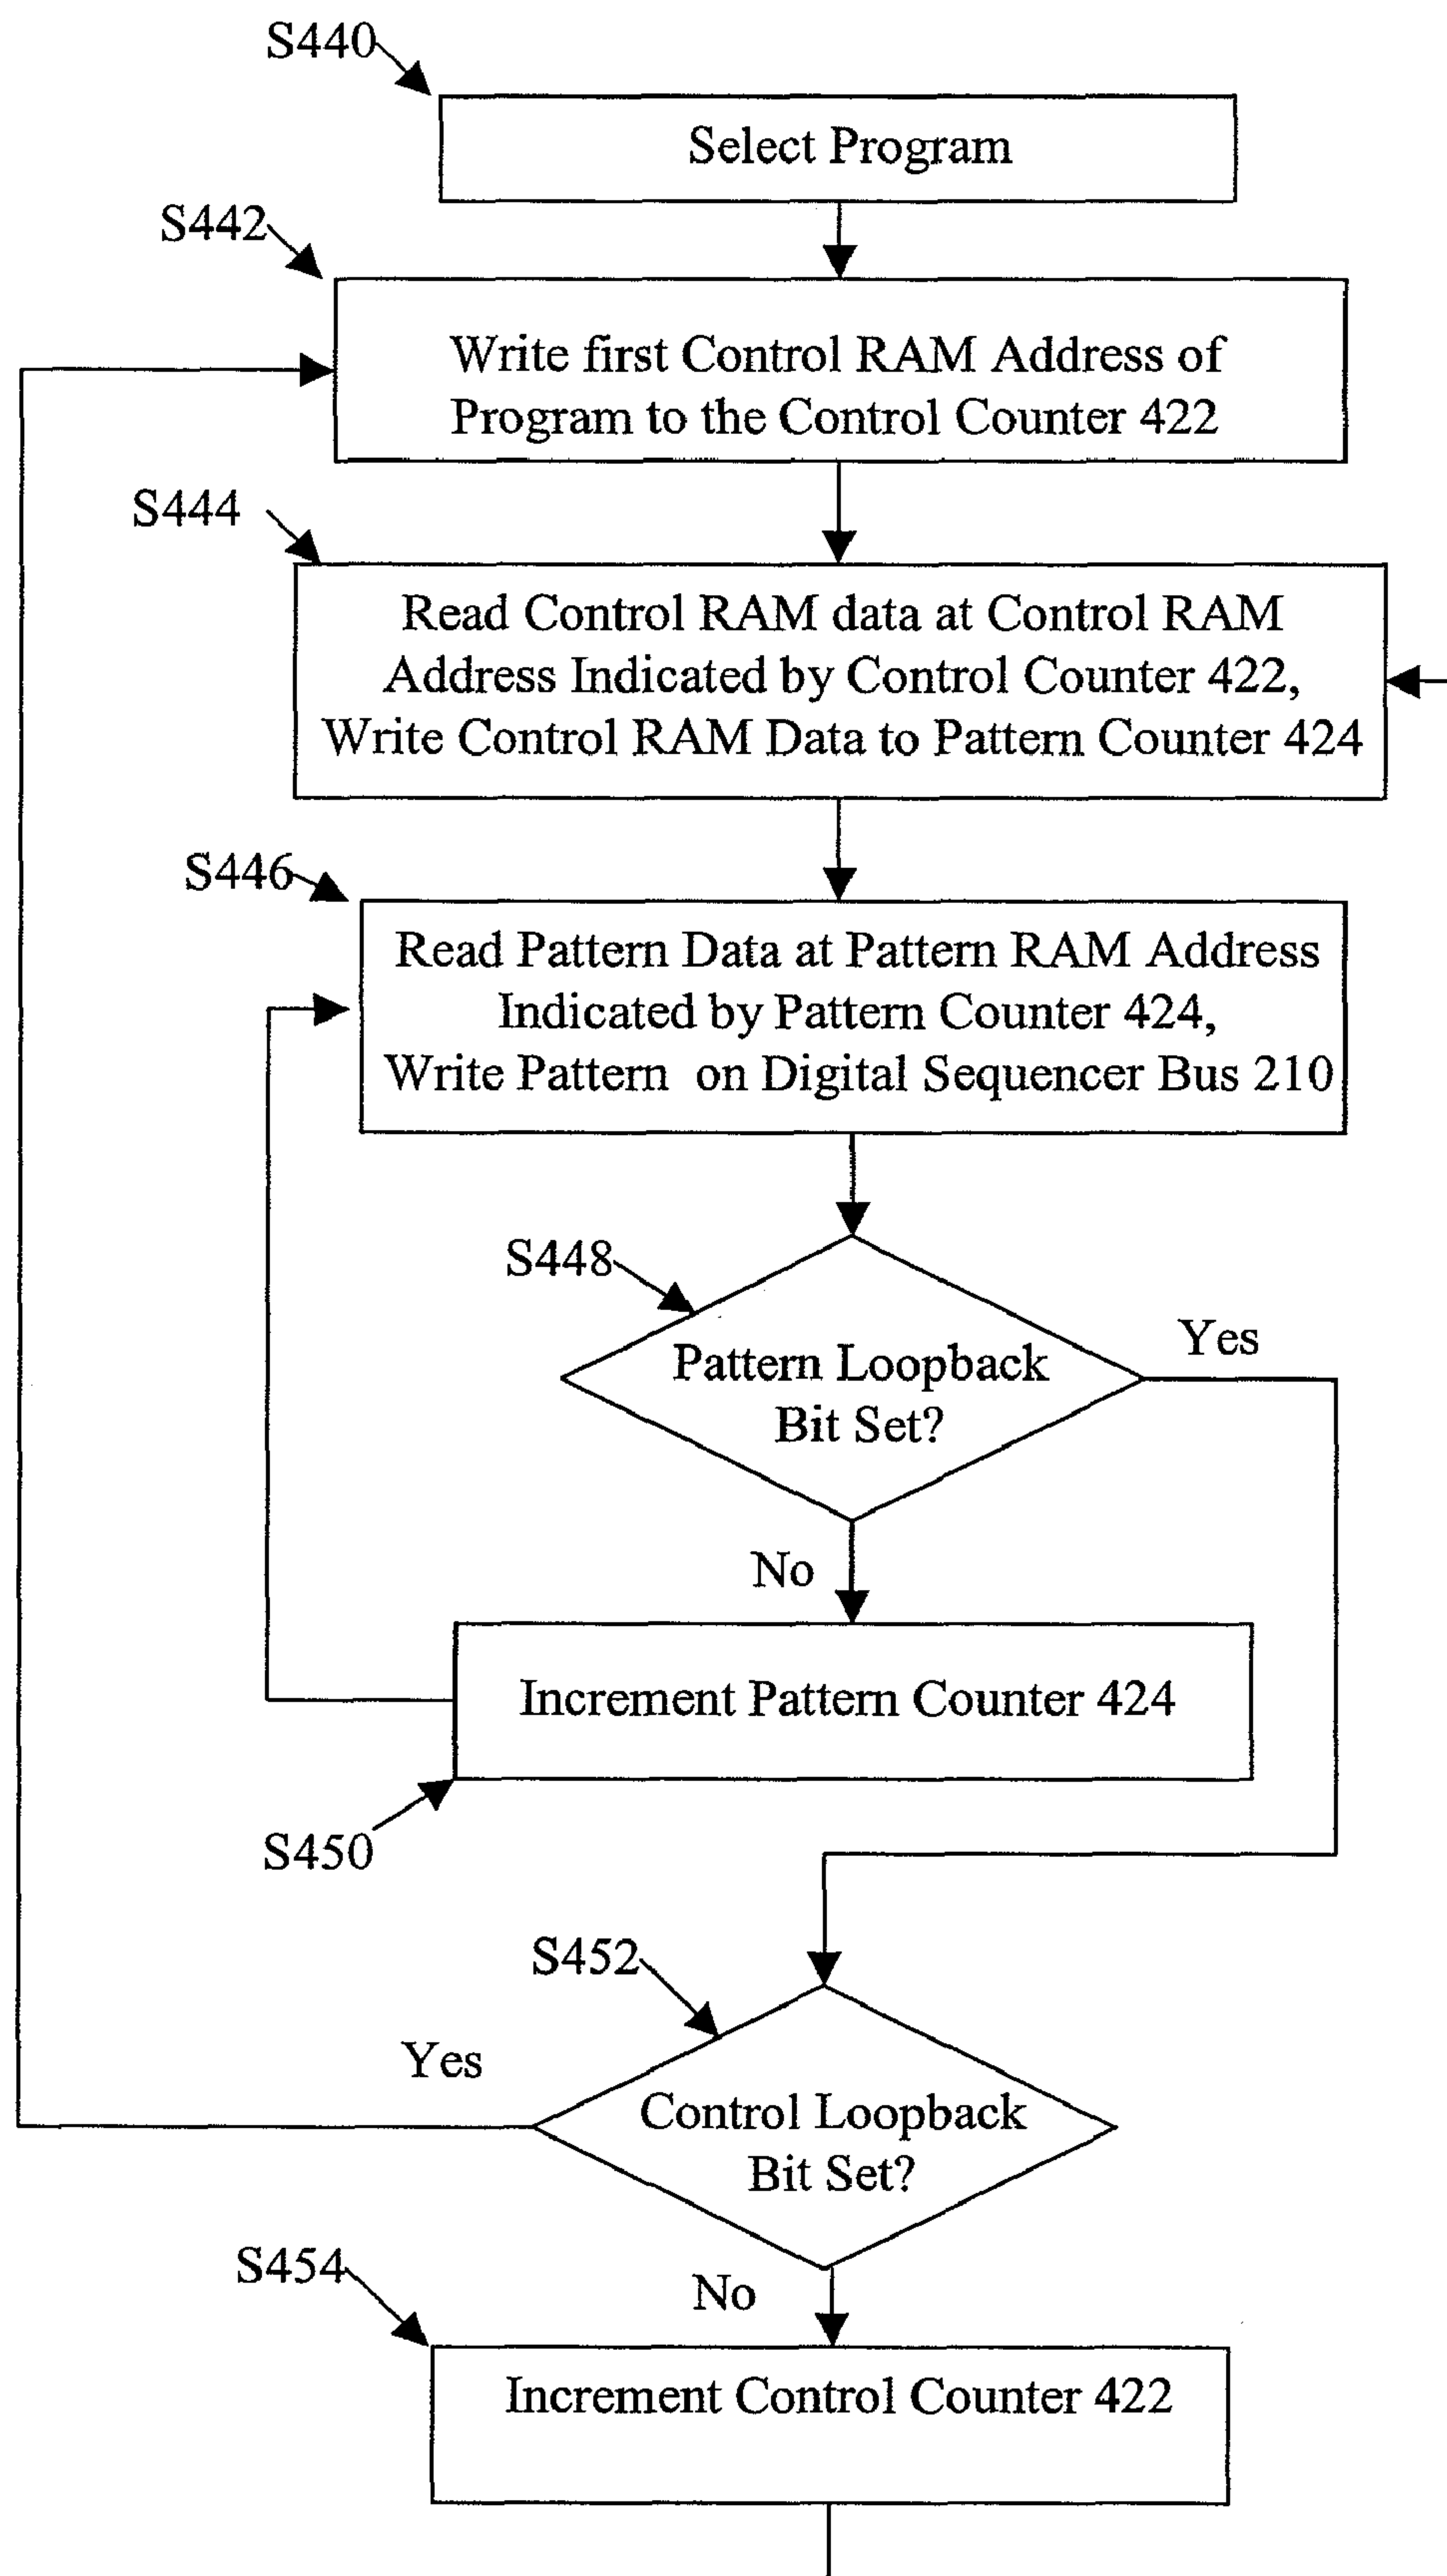 S440
Select Program
S442
Write first Control RAM Address of
Program to the Control Counter 422
S444
Read Control RAM data at Control RAM
Address Indicated by Control Counter 422,
Write Control RAM Data to Pattern Counter 424
S446
Read Pattern Data at Pattern RAM Address
Indicated by Pattern Counter 424,
Write Pattern on Digital Sequencer Bus 210
S448
Yes
Pattern Loopback
Bit Set?
No
Increment Pattern Counter 424
S450
S452
Yes
Control Loopback
Bit Set?
S454
No
Increment Control Counter 422